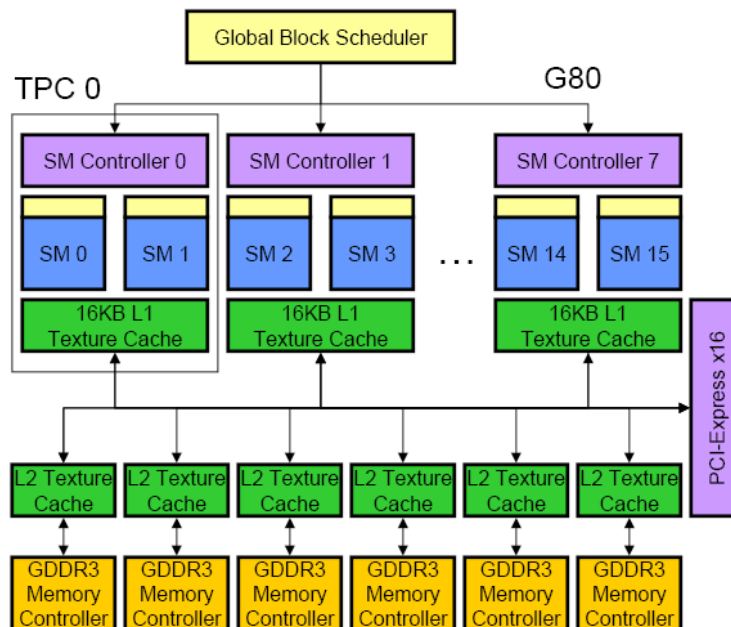 Global Block Scheduler
TPC 0
G80
SM Controller 0
SM Controller 1
SM Controller 7
SM 0
SM 1
SM 2
SM 3
...
SM 14
SM 15
16KB L1
Texture Cache
16KB L1
Texture Cache
16KB L1
Texture Cache
PCI-Express x16
L2 Texture
Cache
L2 Texture
Cache
L2 Texture
Cache
L2 Texture
Cache
L2 Texture
Cache
L2 Texture
Cache
GDDR3
Memory
Controller
GDDR3
Memory
Controller
GDDR3
Memory
Controller
GDDR3
Memory
Controller
GDDR3
Memory
Controller
GDDR3
Memory
Controller